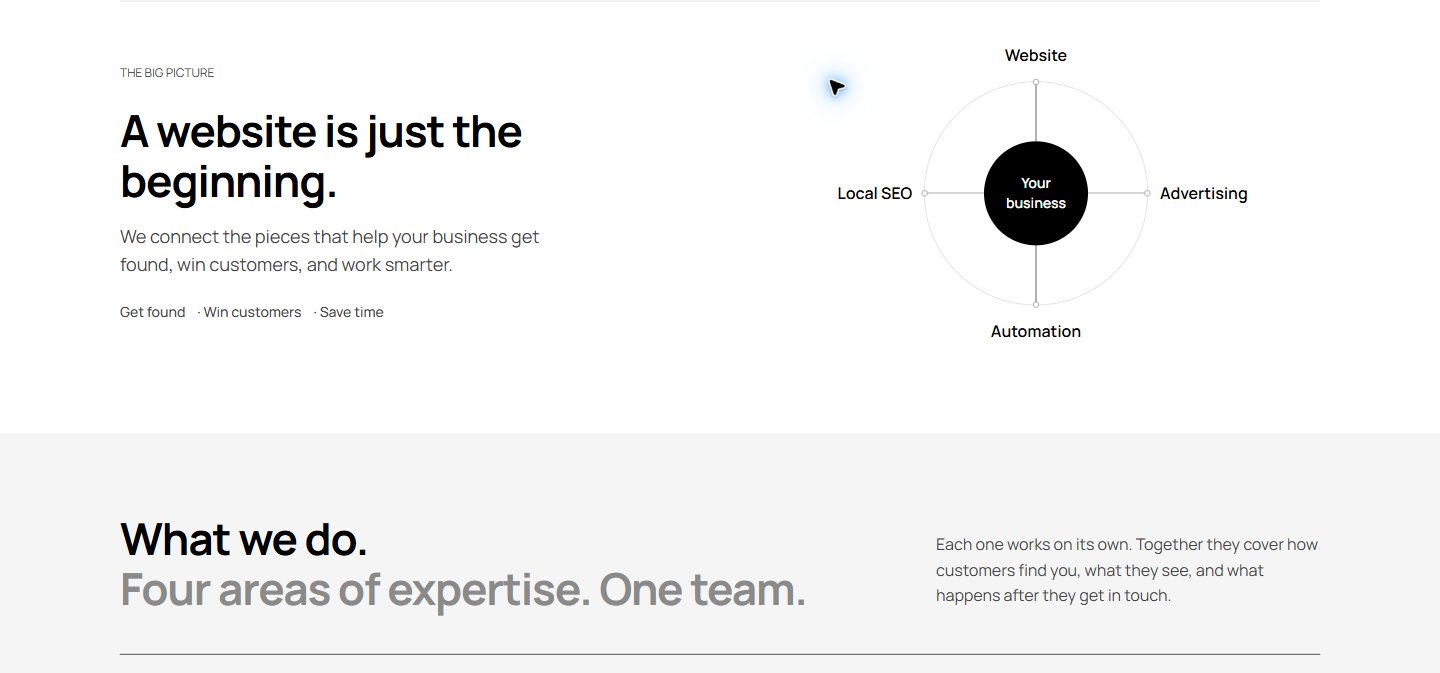 THE BIG PICTURE
A website is just the
beginning.
We connect the pieces that help your business get
found, win customers, and work smarter.
Get found · Win customers · Save time
Website
Local SEO
Your
business
Advertising
Automation
What we do.
Four areas of expertise. One team.
Each one works on its own. Together they cover how
customers find you, what they see, and what
happens after they get in touch.